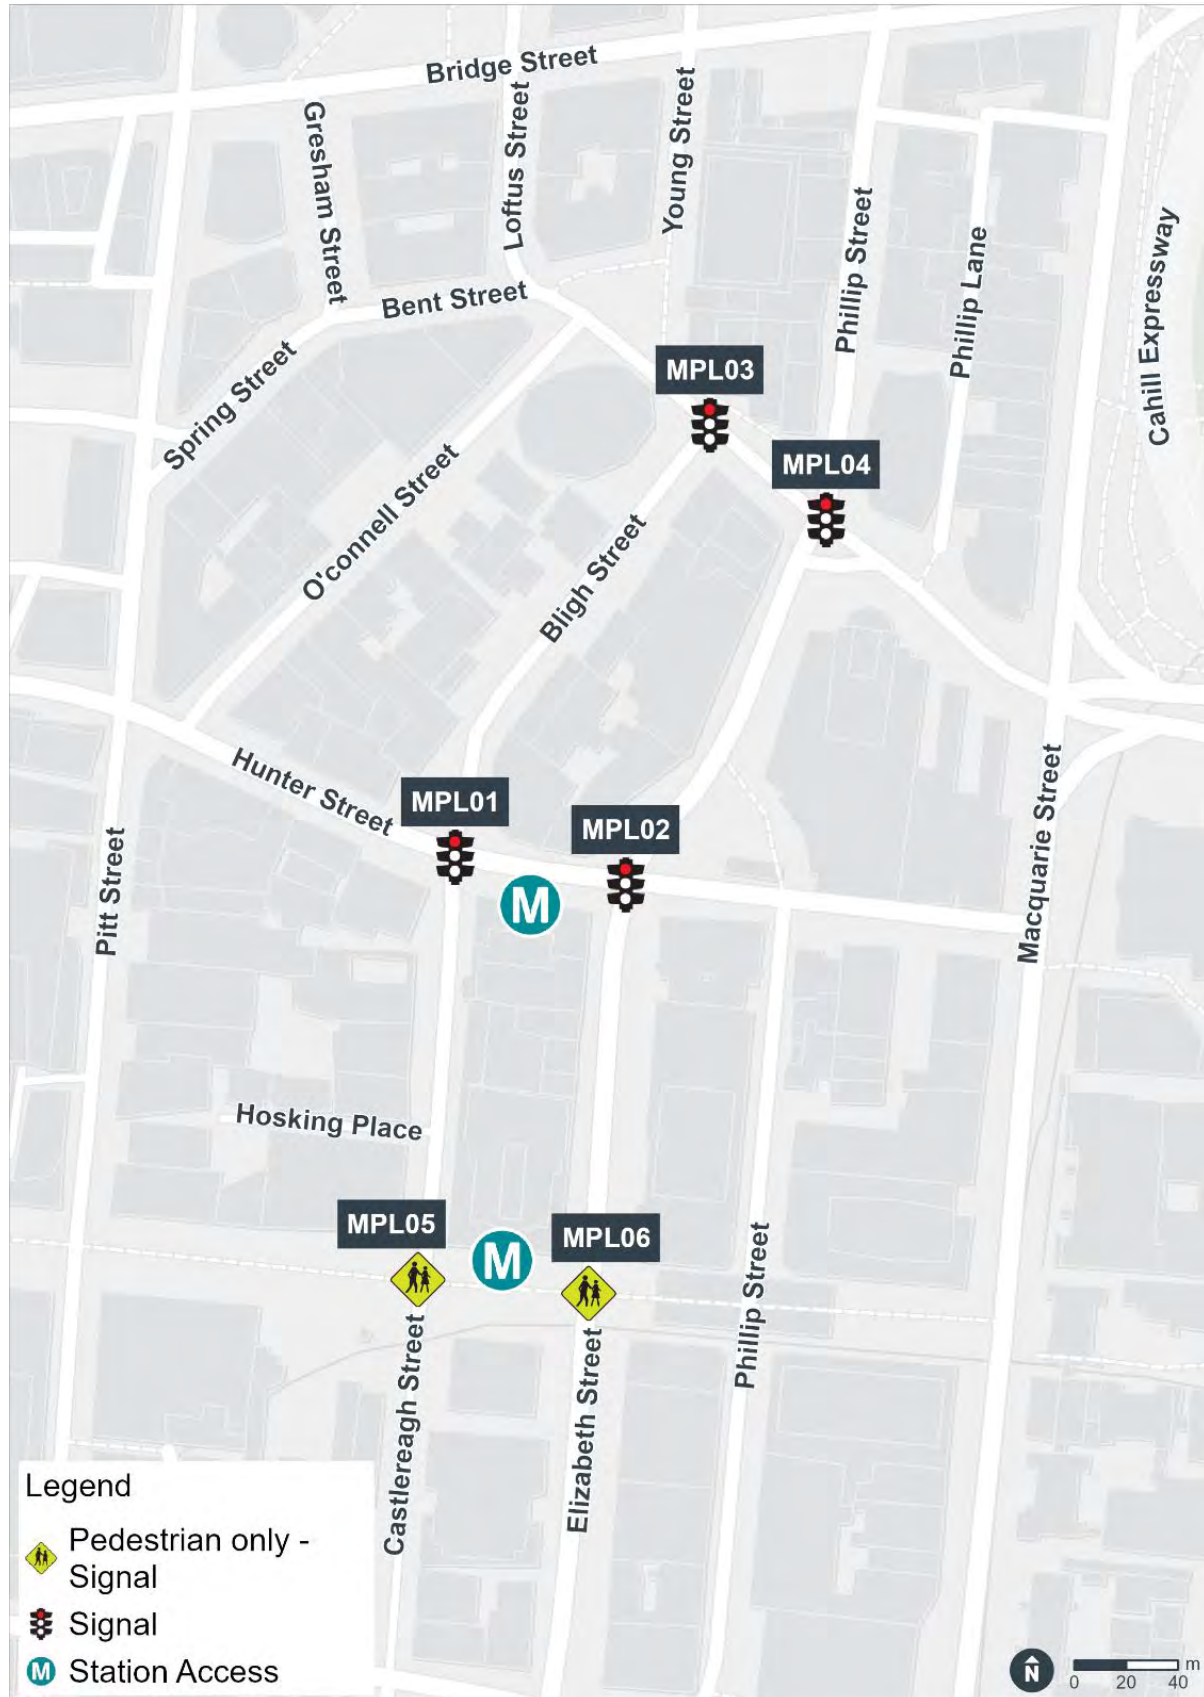 Bridge Street
Gresham Street
Loftus Street
Young Street
Phillip Street
Phillip Lane
Cahill Expressway
Bent Street
Spring Street
MPL03
MPL04
O'connell Street
Bligh Street
Hunter Street
MPL01
MPL02
M
Pitt Street
Macquarie Street
Hosking Place
MPL05
M
MPL06
Phillip Street
Castlereagh Street
Elizabeth Street
Legend
Pedestrian only -
Signal
Signal
M Station Access
N
m
0 20 40